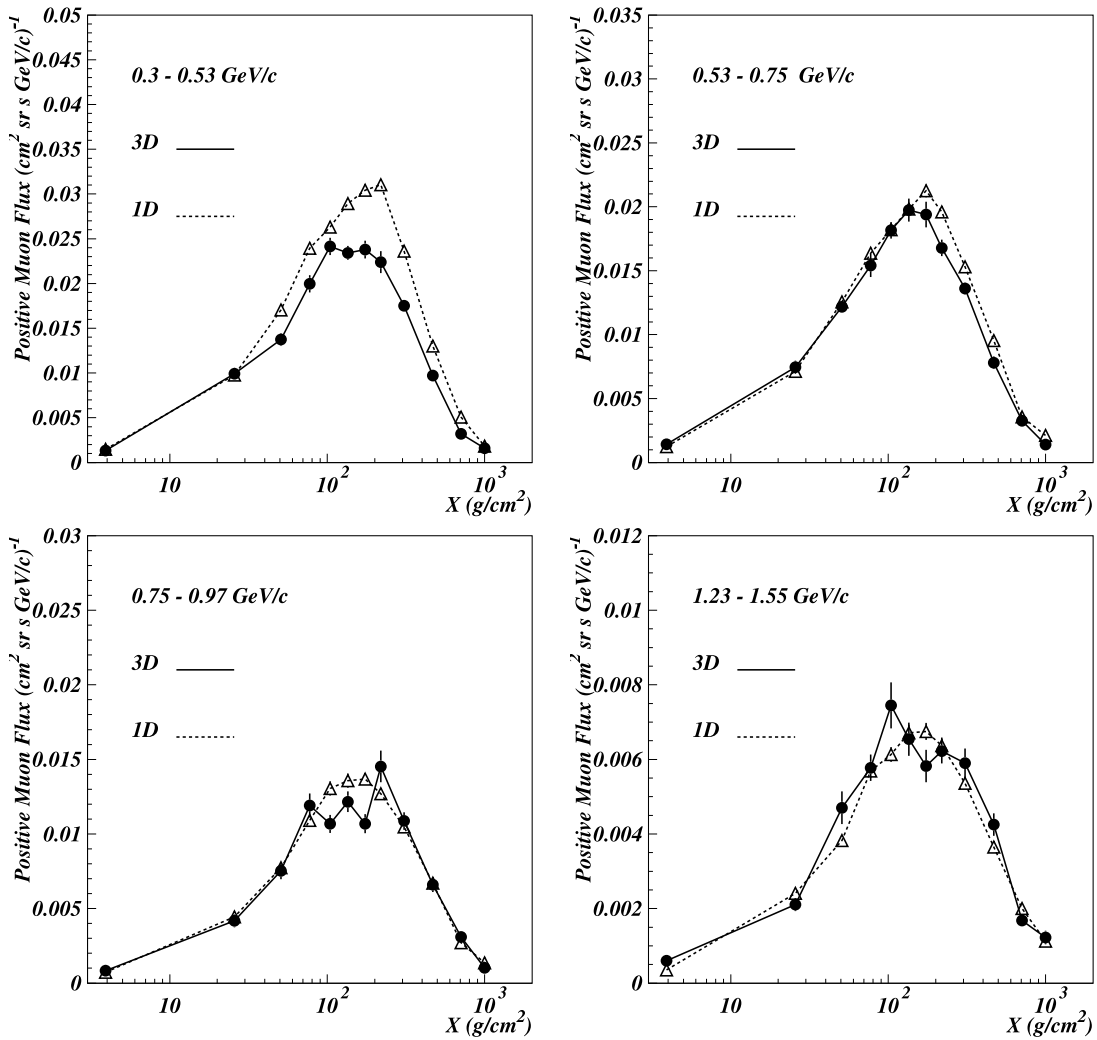 Positive Muon Flux (cm² sr s GeV/c)⁻¹
0.05
0.045
0.04
0.035
0.03
0.025
0.02
0.015
0.01
0.005
0
0.3 - 0.53 GeV/c
3D
1D
10
10²
10³
X (g/cm²)
Positive Muon Flux (cm² sr s GeV/c)⁻¹
0.035
0.03
0.025
0.02
0.015
0.01
0.005
0
0.53 - 0.75 GeV/c
3D
1D
10
10²
10³
X (g/cm²)
Positive Muon Flux (cm² sr s GeV/c)⁻¹
0.03
0.025
0.02
0.015
0.01
0.005
0
0.75 - 0.97 GeV/c
3D
1D
10
10²
10³
X (g/cm²)
Positive Muon Flux (cm² sr s GeV/c)⁻¹
0.012
0.01
0.008
0.006
0.004
0.002
0
1.23 - 1.55 GeV/c
3D
1D
10
10²
10³
X (g/cm²)